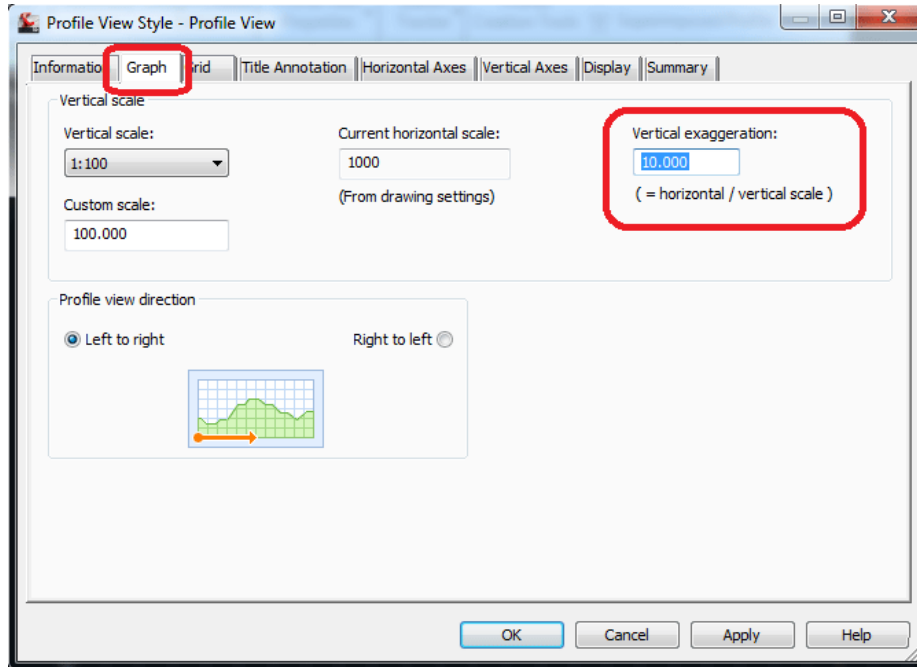 Profile View Style - Profile View
Information Graph Grid Title Annotation Horizontal Axes Vertical Axes Display Summary
Vertical scale
Vertical scale: Current horizontal scale: Vertical exaggeration:
1:100 1000 10.000
(From drawing settings) ( = horizontal / vertical scale )
Custom scale:
100.000
Profile view direction
Left to right Right to left
OK Cancel Apply Help